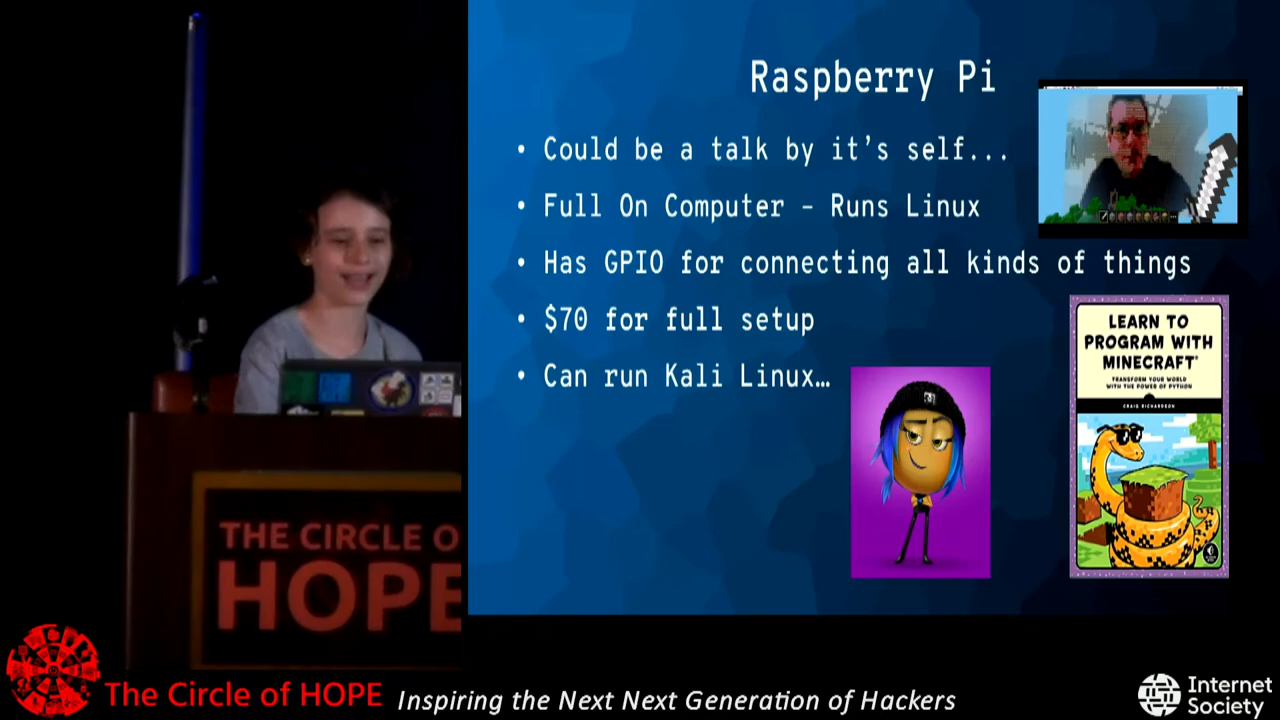 Raspberry Pi
• Could be a talk by it’s self...
• Full On Computer – Runs Linux
• Has GPIO for connecting all kinds of things
• $70 for full setup
• Can run Kali Linux…
LEARN TO
PROGRAM WITH
MINECRAFT®
TRANSFORM YOUR WORLD
WITH THE POWER OF PYTHON
CRAIG RICHARDSON
THE CIRCLE O
HOPE
The Circle of HOPE
Inspiring the Next Next Generation of Hackers
Internet
Society